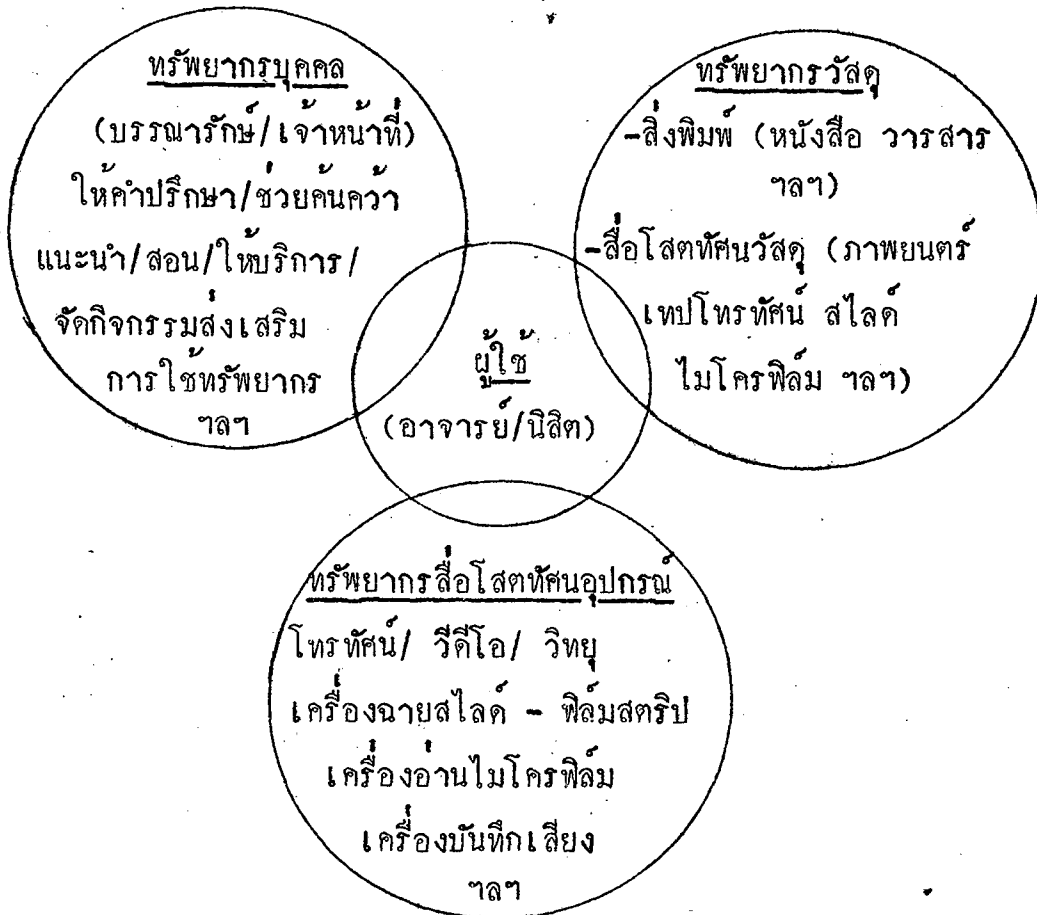 ทรัพยากรบุคคล
(บรรณารักษ์/เจ้าหน้าที่)
ให้คำปรึกษา/ช่วยค้นคว้า
แนะนำ/สอน/ให้บริการ/
จัดกิจกรรมส่งเสริม
การใช้ทรัพยากร
ฯลฯ
ทรัพยากรวัสดุ
-สิ่งพิมพ์ (หนังสือ วารสาร
ฯลฯ)
-สื่อโสตทัศนวัสดุ (ภาพยนตร์
เทปโทรทัศน์ สไลด์
ไมโครฟิล์ม ฯลฯ)
ผู้ใช้
(อาจารย์/นิสิต)
ทรัพยากรสื่อโสตทัศนอุปกรณ์
โทรทัศน์/ วีดีโอ/ วิทยุ
เครื่องฉายสไลด์ - ฟิล์มสตริป
เครื่องอ่านไมโครฟิล์ม
เครื่องบันทึกเสียง
ฯลฯ